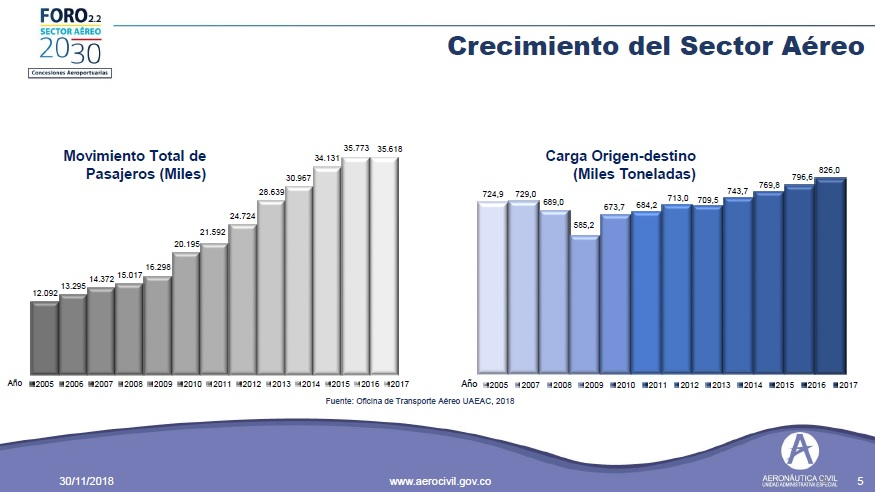 FORO2.2
SECTOR AÉREO
2030
Concesiones Aeroportuarias
Crecimiento del Sector Aéreo
Movimiento Total de
Pasajeros (Miles)
12.092 13.295 14.372 15.017 16.298 20.195 21.592 24.724 28.639 30.967 34.131 35.773 35.618
Año 2005 2006 2007 2008 2009 2010 2011 2012 2013 2014 2015 2016 2017
Carga Origen-destino
(Miles Toneladas)
724,9 729,0 689,0 585,2 673,7 684,2 713,0 709,5 743,7 769,8 796,6 826,0
Año 2005 2007 2008 2009 2010 2011 2012 2013 2014 2015 2016 2017
Fuente: Oficina de Transporte Aéreo UAEAC, 2018
30/11/2018
www.aerocivil.gov.co
AERONÁUTICA CIVIL
UNIDAD ADMINISTRATIVA ESPECIAL
5